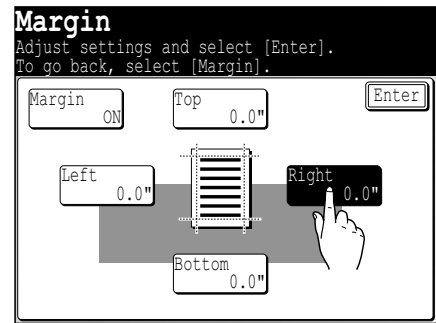 Margin
Adjust settings and select [Enter].
To go back, select [Margin].
Enter
Margin
ON
Top
0.0"
Left
0.0"
Right
0.0"
Bottom
0.0"